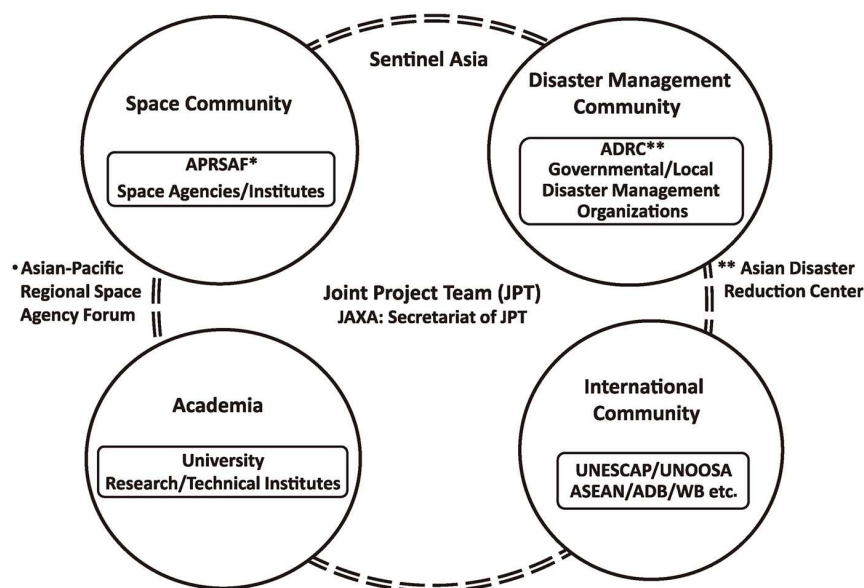 Sentinel Asia
Space Community
APRSAF*
Space Agencies/Institutes
Disaster Management
Community
ADRC**
Governmental/Local
Disaster Management
Organizations
• Asian-Pacific
Regional Space
Agency Forum
Joint Project Team (JPT)
JAXA: Secretariat of JPT
** Asian Disaster
Reduction Center
Academia
University
Research/Technical Institutes
International
Community
UNESCAP/UNOOSA
ASEAN/ADB/WB etc.